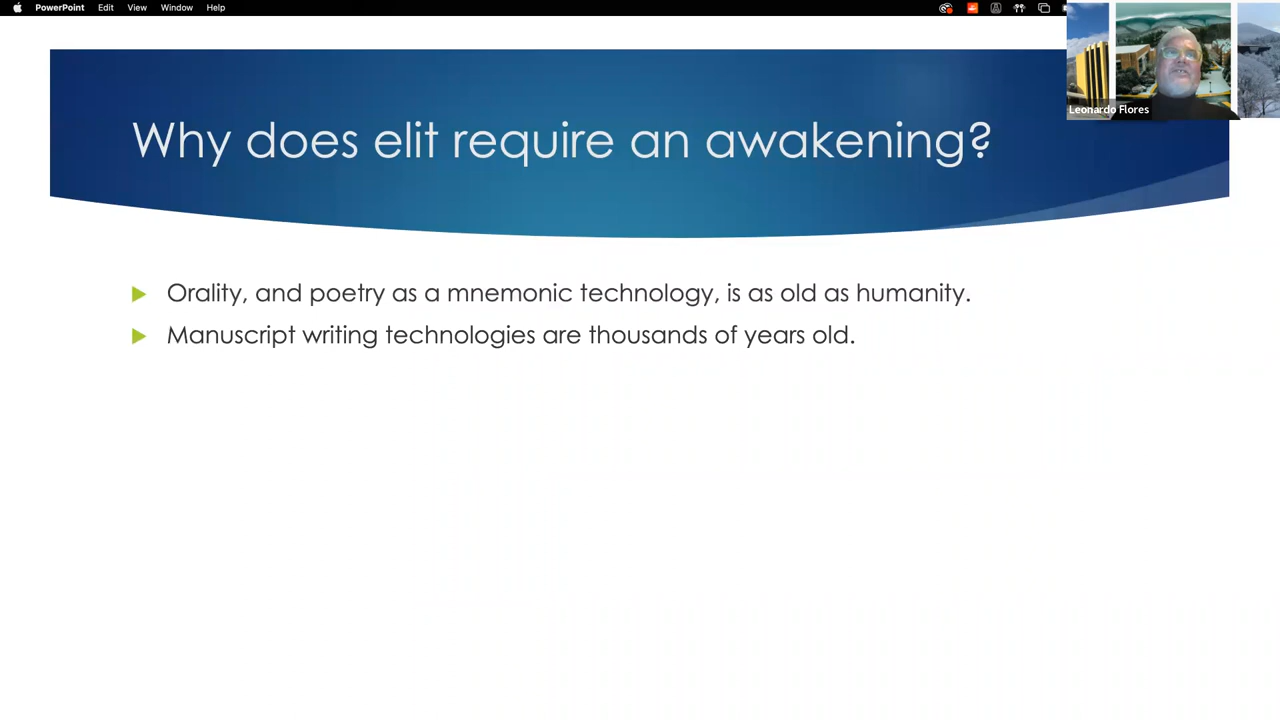 PowerPoint Edit View Window Help
Leonardo Flores
Why does elit require an awakening?
Orality, and poetry as a mnemonic technology, is as old as humanity.
Manuscript writing technologies are thousands of years old.